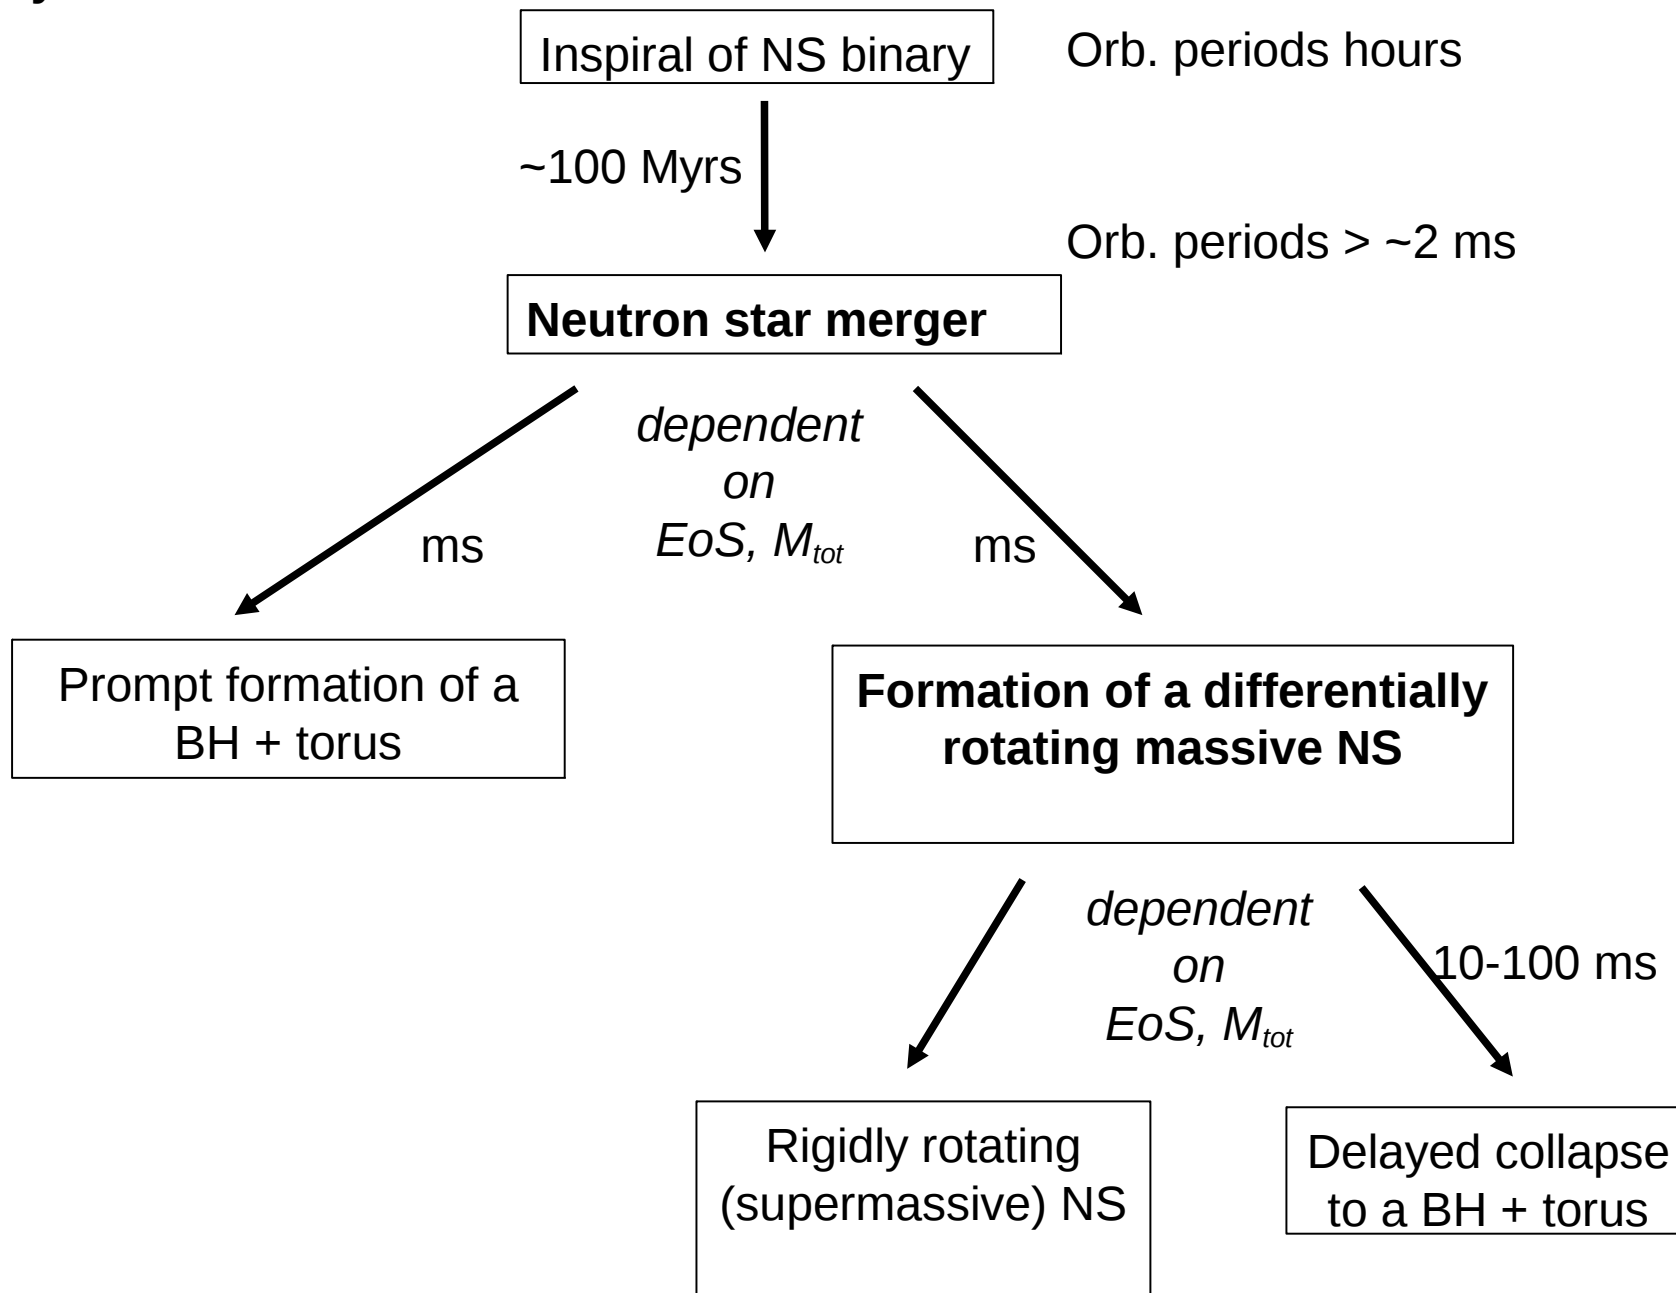 Inspiral of NS binary
Orb. periods hours
~100 Myrs
Orb. periods > ~2 ms
Neutron star merger
dependent
on
EoS, M_tot
ms
ms
Prompt formation of a
BH + torus
Formation of a differentially
rotating massive NS
dependent
on
EoS, M_tot
10-100 ms
Rigidly rotating
(supermassive) NS
Delayed collapse
to a BH + torus